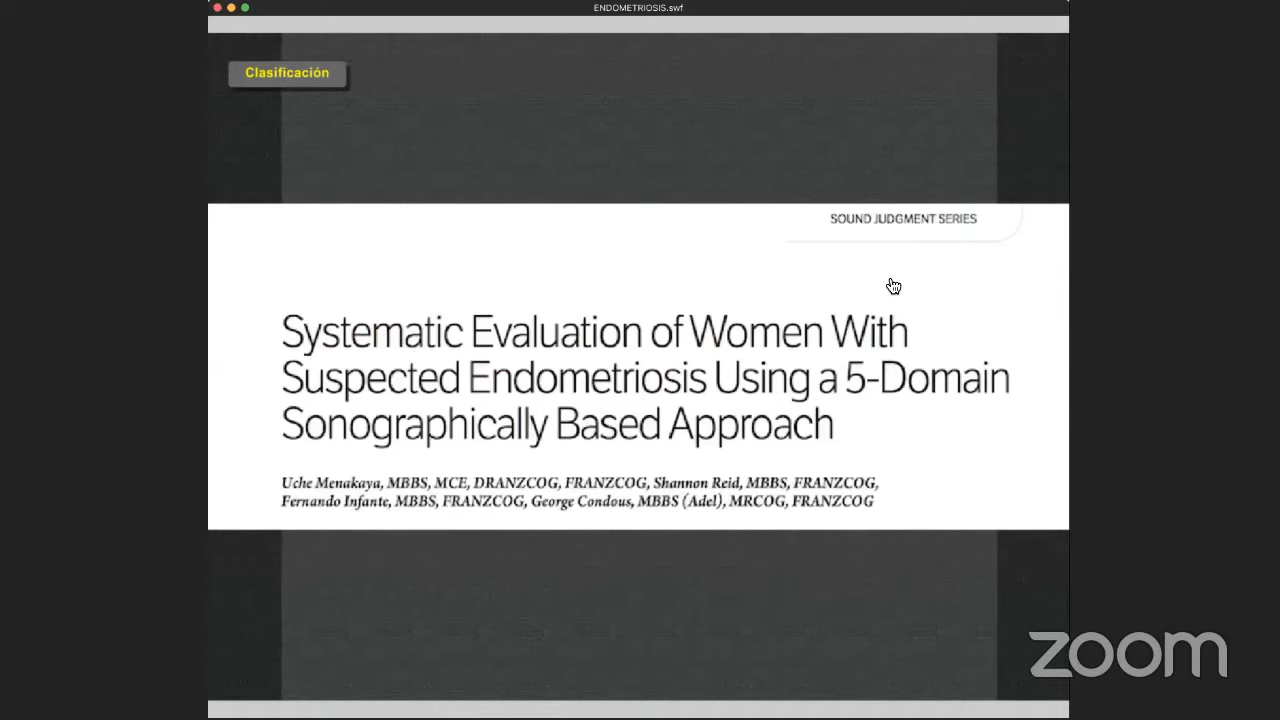 ENDOMETRIOSIS.swf
Clasificación
SOUND JUDGMENT SERIES
Systematic Evaluation of Women With
Suspected Endometriosis Using a 5-Domain
Sonographically Based Approach
Uche Menakaya, MBBS, MCE, DRANZCOG, FRANZCOG, Shannon Reid, MBBS, FRANZCOG,
Fernando Infante, MBBS, FRANZCOG, George Condous, MBBS (Adel), MRCOG, FRANZCOG
zoom